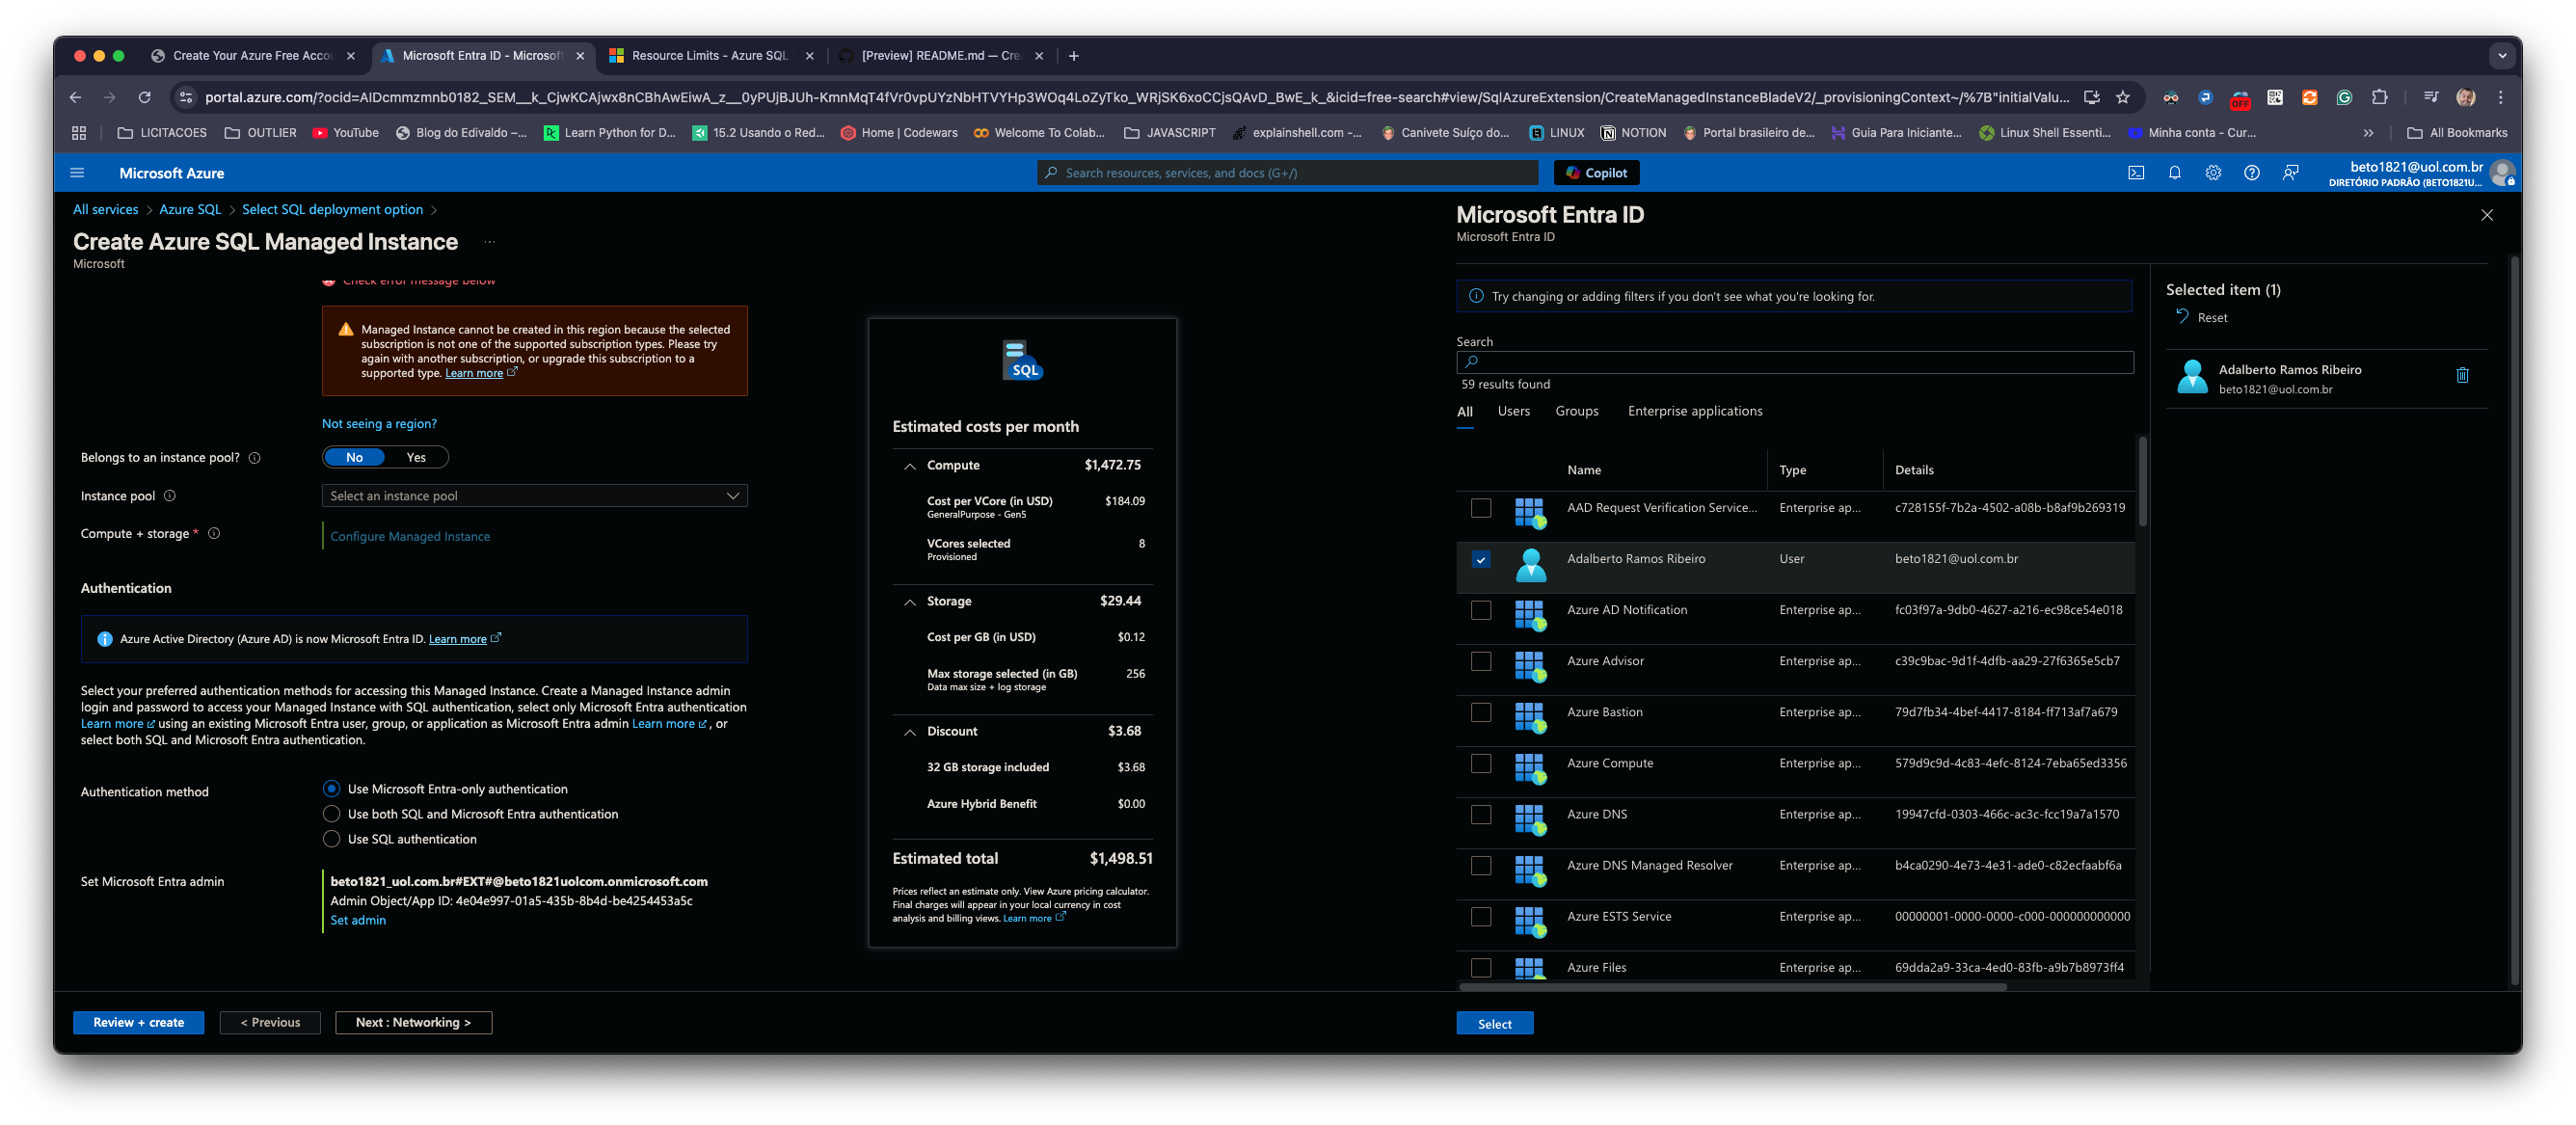 Create Your Azure Free Accou
Microsoft Entra ID - Microsoft
Resource Limits - Azure SQL
[Preview] README.md — Cre
portal.azure.com/?ocid=AIDcmmzmnb0182_SEM__k_CjwKCAjwx8nCBhAwEiwA_z__0yPUjBJUh-KmnMqT4fVr0vpUYzNbHTVYHp3WOq4LoZyTko_WRjSK6xoCCjsQAvD_BwE_k_&icid=free-search#view/SqlAzureExtension/CreateManagedInstanceBladeV2/_provisioningContext~/%7B"initialValu...
OFF
LICITACOES
OUTLIER
YouTube
Blog do Edivaldo –...
Learn Python for D...
15.2 Usando o Red...
Home | Codewars
Welcome To Colab...
JAVASCRIPT
explainshell.com -...
Canivete Suíço do...
LINUX
NOTION
Portal brasileiro de...
Guia Para Iniciante...
Linux Shell Essenti...
Minha conta - Cur...
All Bookmarks
Microsoft Azure
Search resources, services, and docs (G+/)
Copilot
beto1821@uol.com.br
DIRETÓRIO PADRÃO (BETO1821U...
All services > Azure SQL > Select SQL deployment option >
Create Azure SQL Managed Instance ...
Microsoft
Check error message below
Managed Instance cannot be created in this region because the selected
subscription is not one of the supported subscription types. Please try
again with another subscription, or upgrade this subscription to a
supported type. Learn more
Not seeing a region?
Belongs to an instance pool?
No Yes
Instance pool
Select an instance pool
Compute + storage *
Configure Managed Instance
Authentication
Azure Active Directory (Azure AD) is now Microsoft Entra ID. Learn more
Select your preferred authentication methods for accessing this Managed Instance. Create a Managed Instance admin
login and password to access your Managed Instance with SQL authentication, select only Microsoft Entra authentication
Learn more using an existing Microsoft Entra user, group, or application as Microsoft Entra admin Learn more , or
select both SQL and Microsoft Entra authentication.
Authentication method
Use Microsoft Entra-only authentication
Use both SQL and Microsoft Entra authentication
Use SQL authentication
Set Microsoft Entra admin
beto1821_uol.com.br#EXT#@beto1821uolcom.onmicrosoft.com
Admin Object/App ID: 4e04e997-01a5-435b-8b4d-be4254453a5c
Set admin
Review + create
< Previous
Next : Networking >
SQL
Estimated costs per month
Compute $1,472.75
Cost per VCore (in USD) $184.09
GeneralPurpose - Gen5
VCores selected 8
Provisioned
Storage $29.44
Cost per GB (in USD) $0.12
Max storage selected (in GB) 256
Data max size + log storage
Discount $3.68
32 GB storage included $3.68
Azure Hybrid Benefit $0.00
Estimated total $1,498.51
Prices reflect an estimate only. View Azure pricing calculator.
Final charges will appear in your local currency in cost
analysis and billing views. Learn more
Microsoft Entra ID
Microsoft Entra ID
Try changing or adding filters if you don't see what you're looking for.
Search
59 results found
All Users Groups Enterprise applications
Name Type Details
AAD Request Verification Service... Enterprise ap... c728155f-7b2a-4502-a08b-b8af9b269319
Adalberto Ramos Ribeiro User beto1821@uol.com.br
Azure AD Notification Enterprise ap... fc03f97a-9db0-4627-a216-ec98ce54e018
Azure Advisor Enterprise ap... c39c9bac-9d1f-4dfb-aa29-27f6365e5cb7
Azure Bastion Enterprise ap... 79d7fb34-4bef-4417-8184-ff713af7a679
Azure Compute Enterprise ap... 579d9c9d-4c83-4efc-8124-7eba65ed3356
Azure DNS Enterprise ap... 19947cfd-0303-466c-ac3c-fcc19a7a1570
Azure DNS Managed Resolver Enterprise ap... b4ca0290-4e73-4e31-ade0-c82ecfaabf6a
Azure ESTS Service Enterprise ap... 00000001-0000-0000-c000-000000000000
Azure Files Enterprise ap... 69dda2a9-33ca-4ed0-83fb-a9b7b8973ff4
Select
Selected item (1)
Reset
Adalberto Ramos Ribeiro
beto1821@uol.com.br